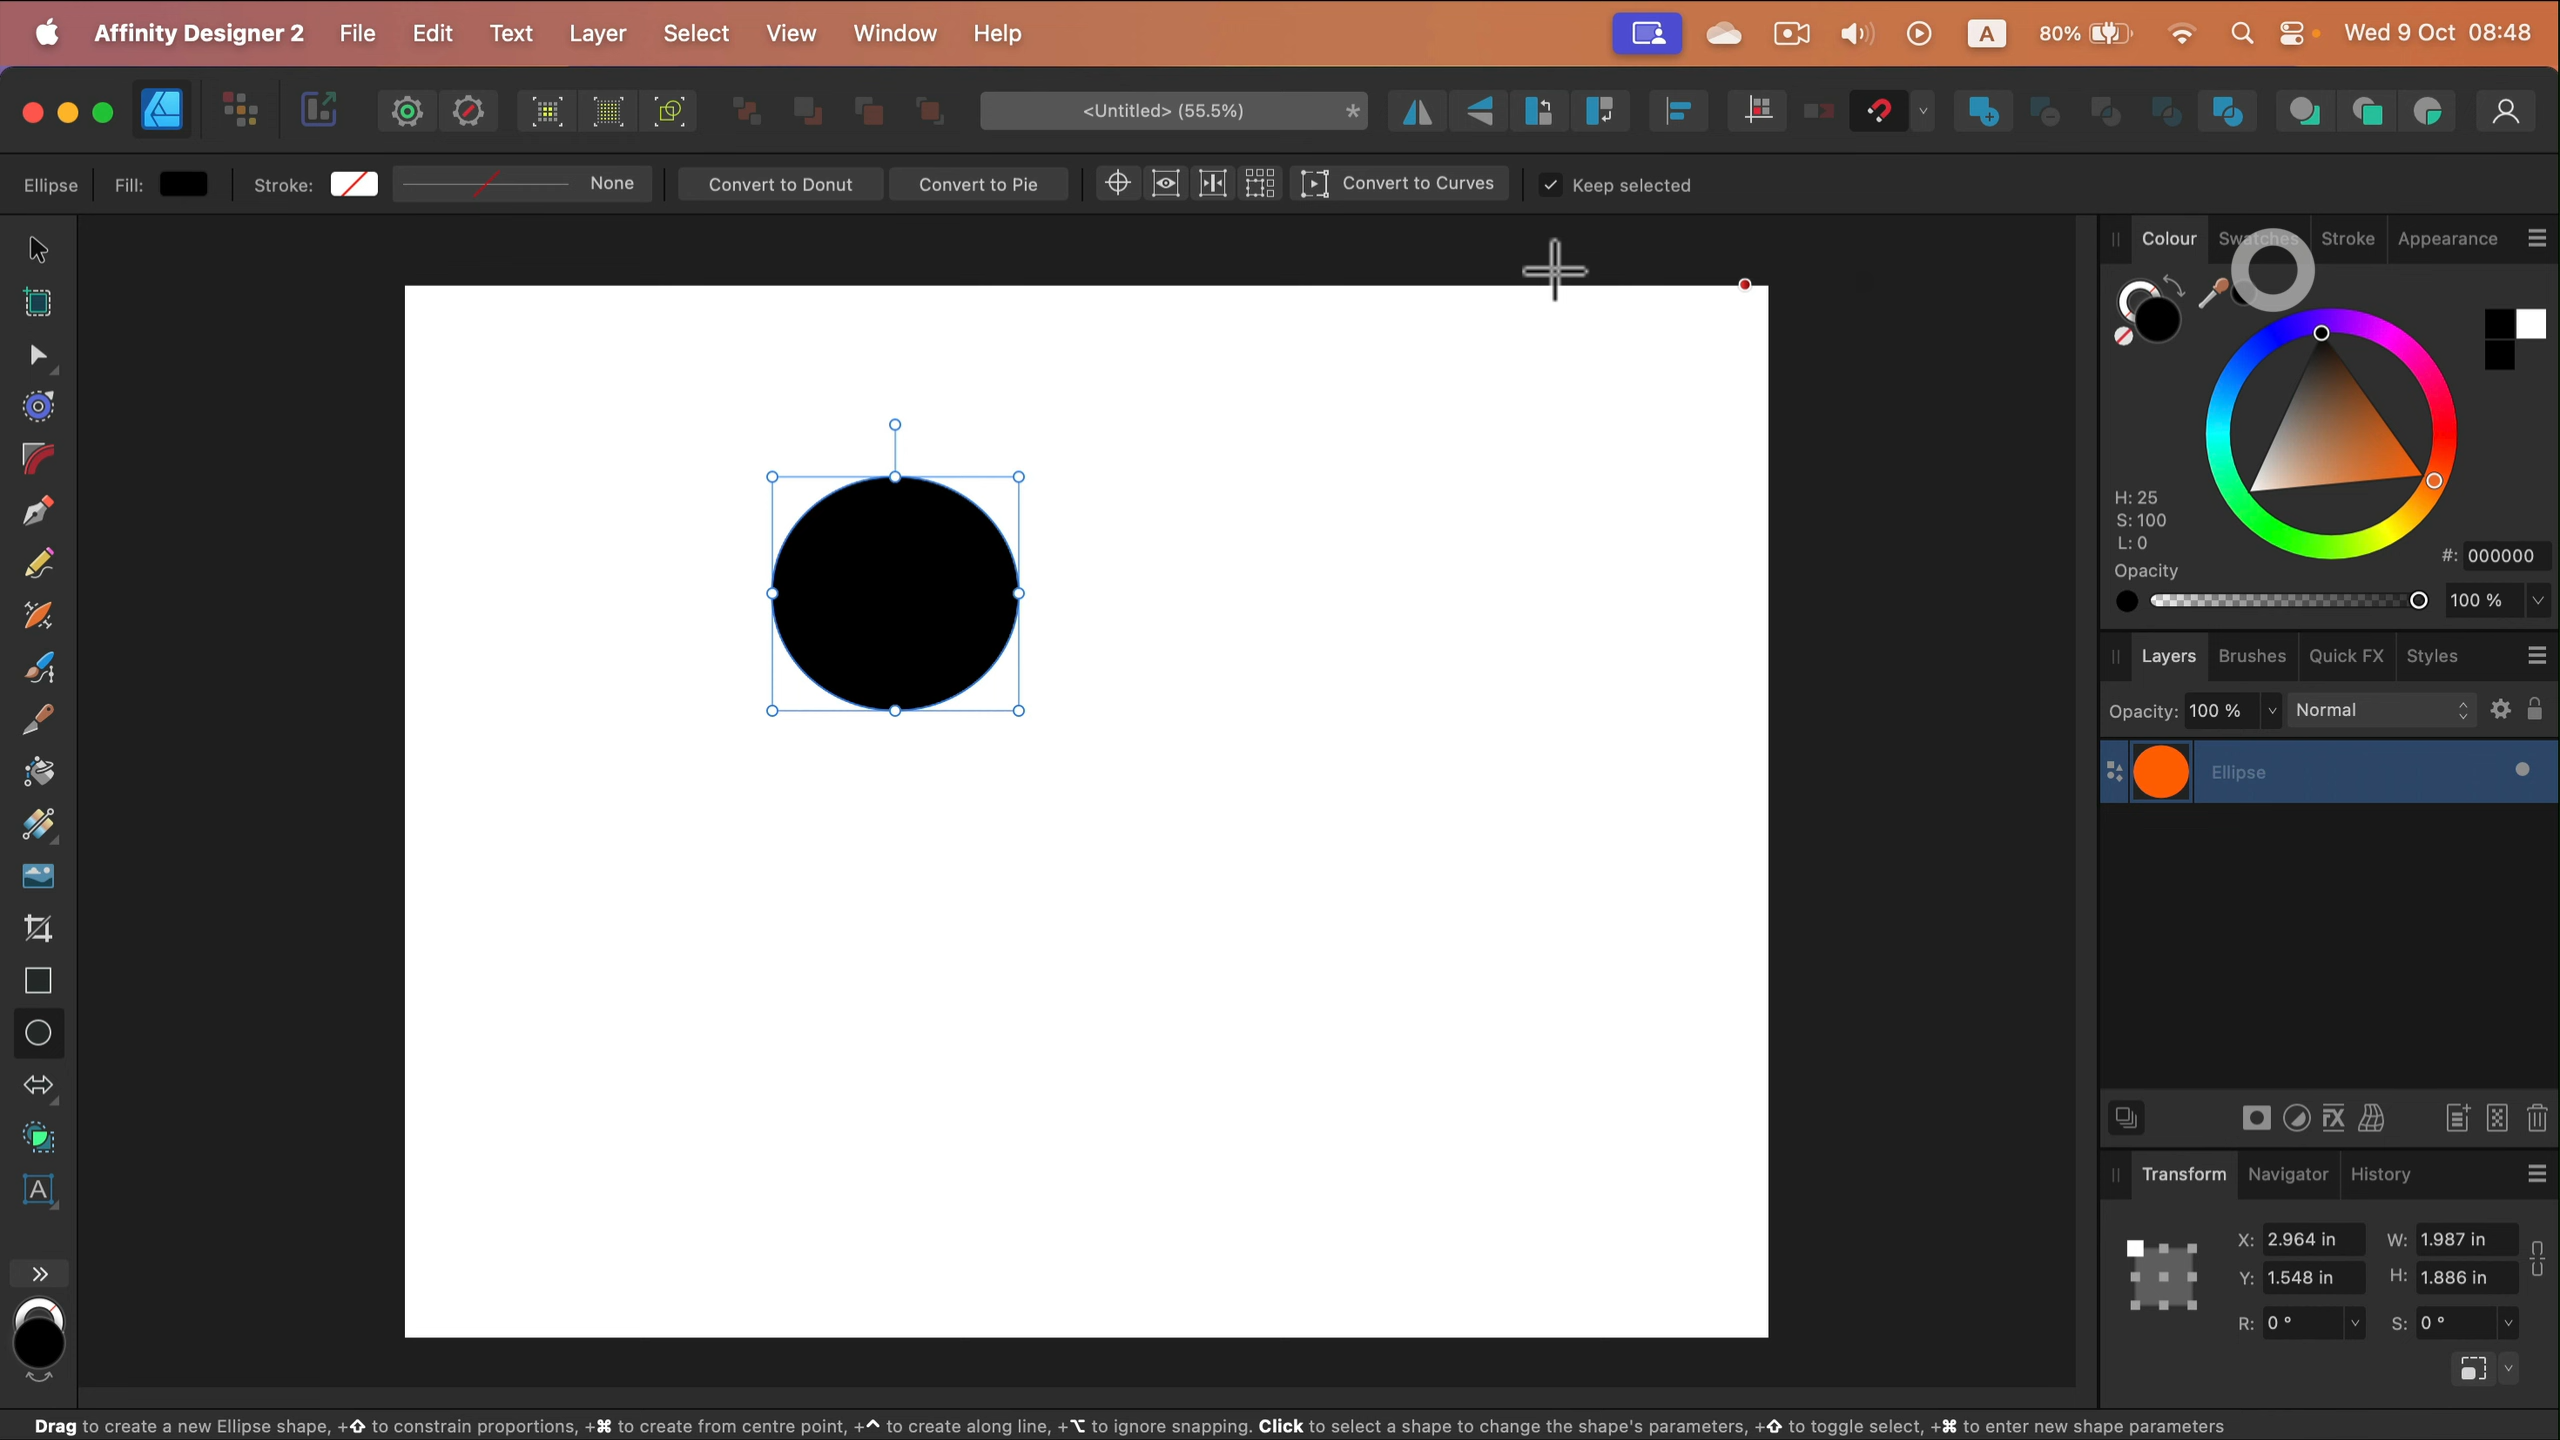 Affinity Designer 2 File Edit Text Layer Select View Window Help A 80% Wed 9 Oct 08:48
<Untitled> (55.5%) *
Ellipse Fill: Stroke: None Convert to Donut Convert to Pie Convert to Curves Keep selected
Colour Swatches Stroke Appearance
H: 25
S: 100
L: 0
#: 000000
Opacity
100 %
Layers Brushes Quick FX Styles
Opacity: 100 % Normal
Ellipse
FX
Transform Navigator History
X: 2.964 in W: 1.987 in
Y: 1.548 in H: 1.886 in
R: 0 ° S: 0 °
A
Drag to create a new Ellipse shape, +⇧ to constrain proportions, +⌘ to create from centre point, +^ to create along line, +⌥ to ignore snapping. Click to select a shape to change the shape's parameters, +⇧ to toggle select, +⌘ to enter new shape parameters